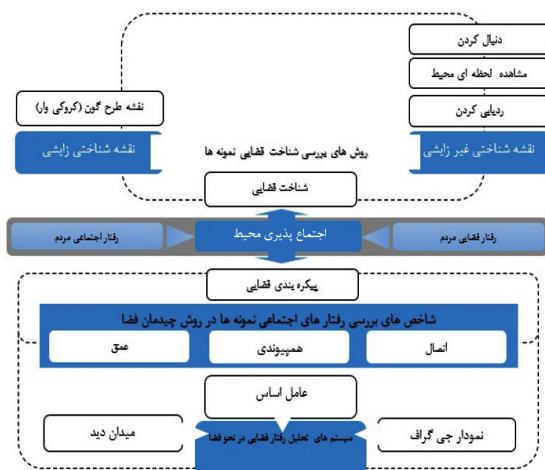 دنبال کردن
مشاهده لحظه ای محیط
ردیابی کردن
نقشه شناختی غیر زایشی
نقشه طرح گون (کروکی وار)
نقشه شناختی زایشی
روش های بررسی شناخت فضایی نمونه ها
شناخت فضایی
رفتار فضایی مردم
اجتماع پذیری محیط
رفتار اجتماعی مردم
پیکره بندی فضایی
شاخص های بررسی رفتار های اجتماعی نمونه ها در روش چیدمان فضا
اتصال
همپیوندی
عمق
عامل اساس
نمودار جی گراف
سیستم های تحلیل رفتار فضایی در نحو فضا
میدان دید